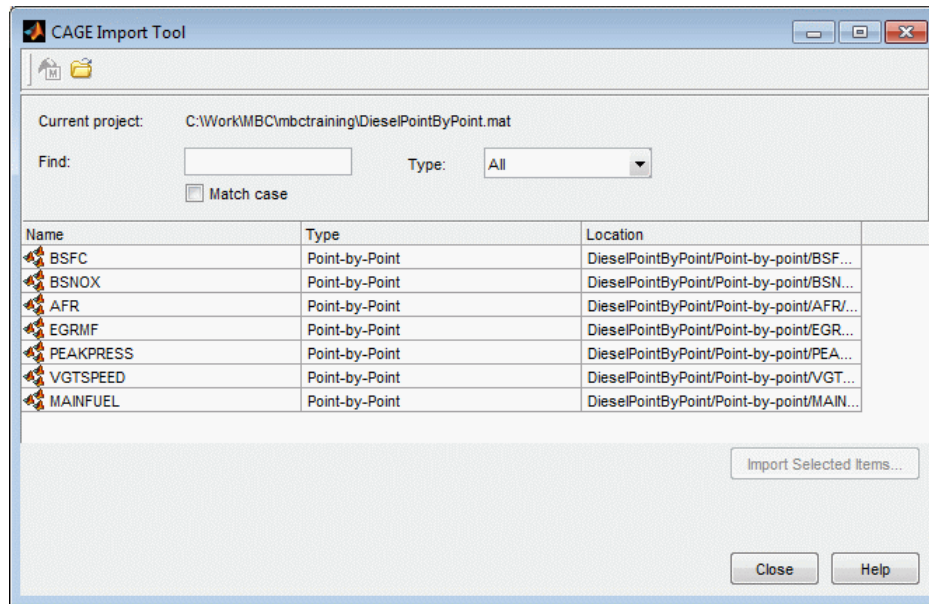 CAGE Import Tool
M
Current project: C:\Work\MBC\mbctraining\DieselPointByPoint.mat
Find: Type: All
Match case
Name Type Location
BSFC Point-by-Point DieselPointByPoint/Point-by-point/BSF...
BSNOX Point-by-Point DieselPointByPoint/Point-by-point/BSN...
AFR Point-by-Point DieselPointByPoint/Point-by-point/AFR/...
EGRMF Point-by-Point DieselPointByPoint/Point-by-point/EGR...
PEAKPRESS Point-by-Point DieselPointByPoint/Point-by-point/PEA...
VGTSPEED Point-by-Point DieselPointByPoint/Point-by-point/VGT...
MAINFUEL Point-by-Point DieselPointByPoint/Point-by-point/MAIN...
Import Selected Items...
Close Help